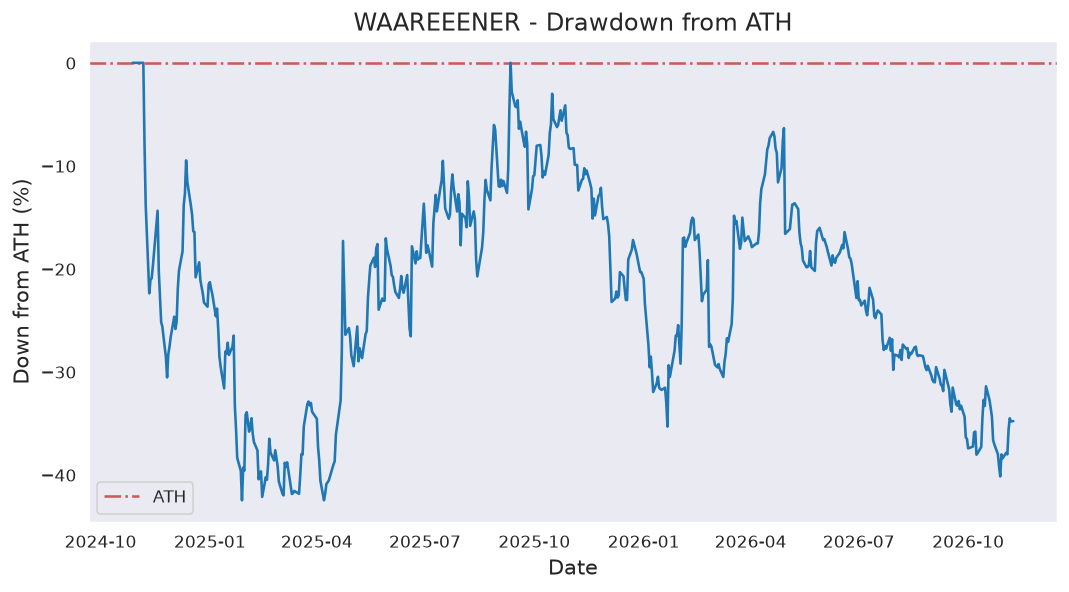 WAAREEENER - Drawdown from ATH
Down from ATH (%)
0
−10
−20
−30
−40
ATH
2024-10 2025-01 2025-04 2025-07 2025-10 2026-01 2026-04 2026-07 2026-10
Date